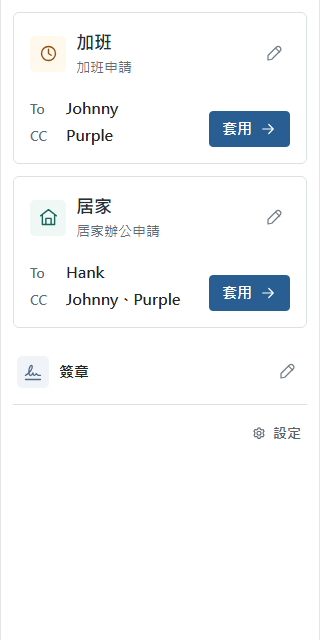 加班
加班申請
To Johnny
CC Purple
套用
居家
居家辦公申請
To Hank
CC Johnny、Purple
套用
簽章
設定